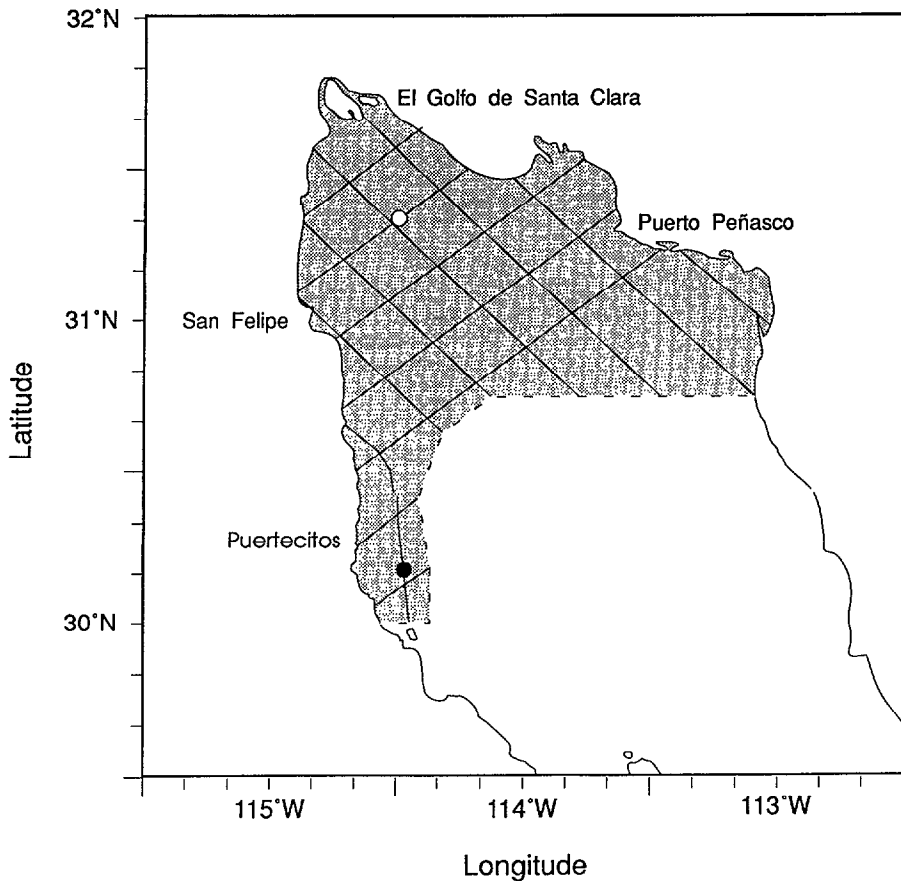 32°N
El Golfo de Santa Clara
Puerto Peñasco
31°N
San Felipe
Latitude
Puertecitos
30°N
115°W
114°W
113°W
Longitude